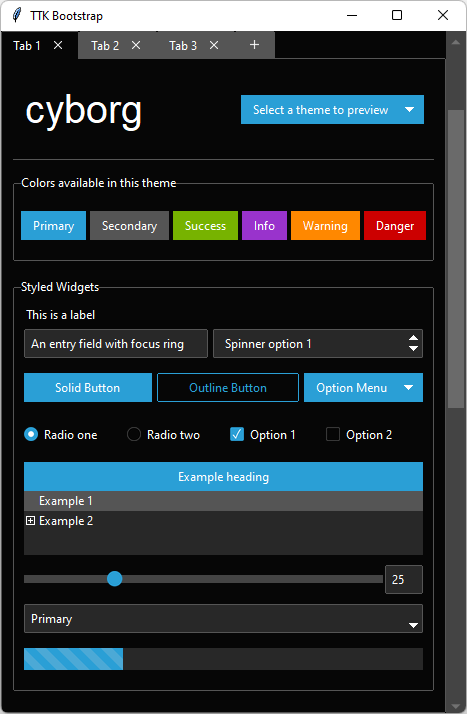 TTK Bootstrap
Tab 1 Tab 2 Tab 3
cyborg
Select a theme to preview
Colors available in this theme
Primary Secondary Success Info Warning Danger
Styled Widgets
This is a label
An entry field with focus ring Spinner option 1
Solid Button Outline Button Option Menu
Radio one Radio two Option 1 Option 2
Example heading
Example 1
Example 2
25
Primary